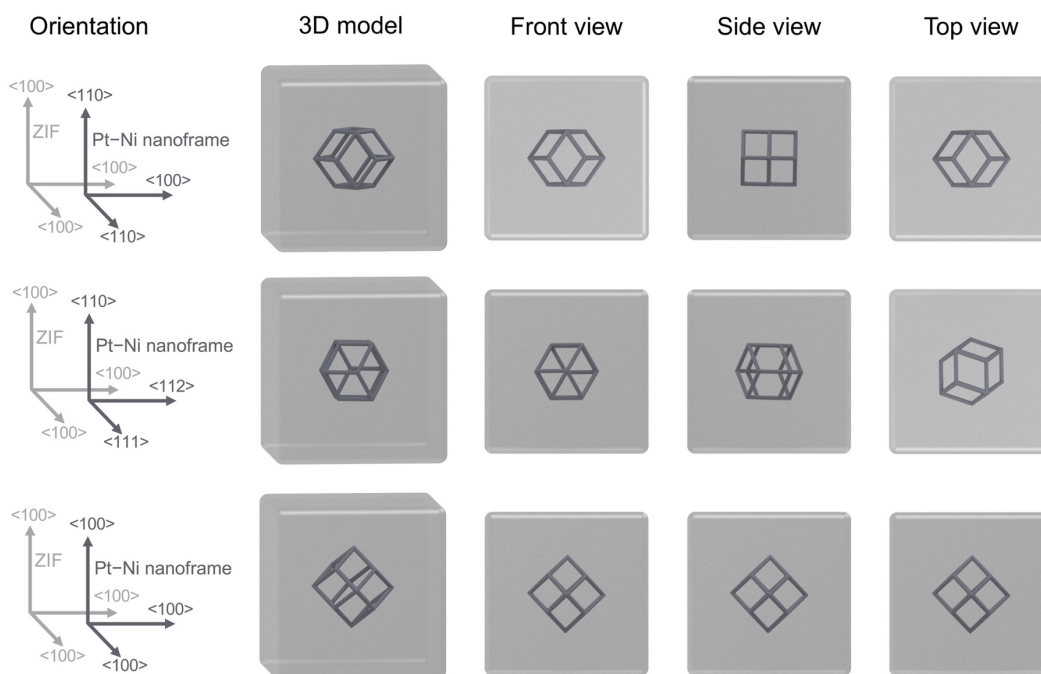 Orientation 3D model Front view Side view Top view
<100>
<110>
ZIF
Pt−Ni nanoframe
<100>
<100>
<100>
<110>
<100>
<110>
ZIF
Pt−Ni nanoframe
<100>
<112>
<100>
<111>
<100>
<100>
ZIF
Pt−Ni nanoframe
<100>
<100>
<100>
<100>